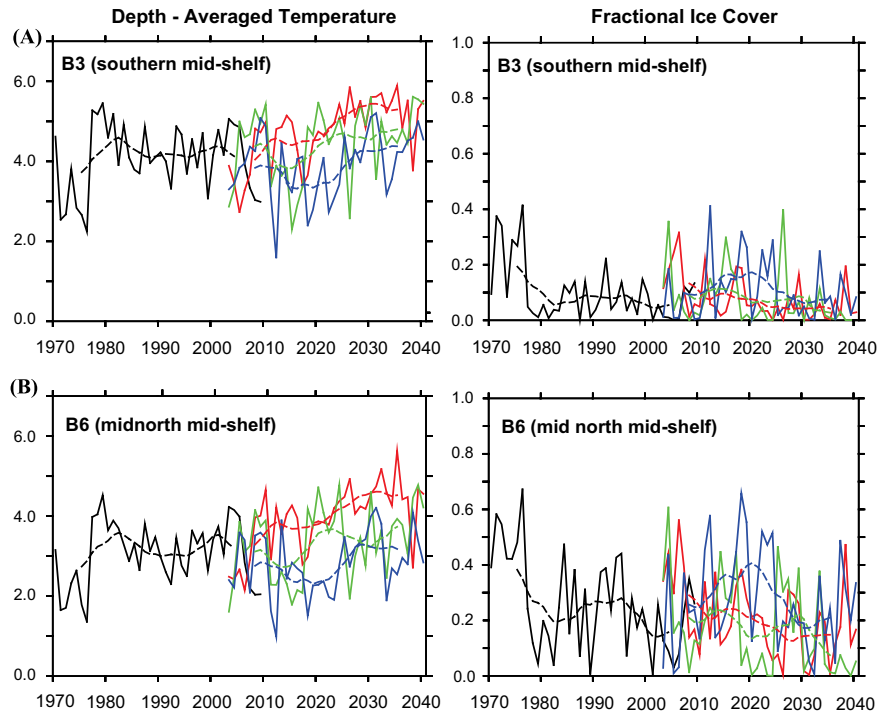 Depth - Averaged Temperature
Fractional Ice Cover
(A)
B3 (southern mid-shelf)
6.0
4.0
2.0
0.0
1970 1980 1990 2000 2010 2020 2030 2040
1.0
B3 (southern mid-shelf)
0.8
0.6
0.4
0.2
0.0
1970 1980 1990 2000 2010 2020 2030 2040
(B)
B6 (midnorth mid-shelf)
6.0
4.0
2.0
0.0
1970 1980 1990 2000 2010 2020 2030 2040
1.0
B6 (mid north mid-shelf)
0.8
0.6
0.4
0.2
0.0
1970 1980 1990 2000 2010 2020 2030 2040